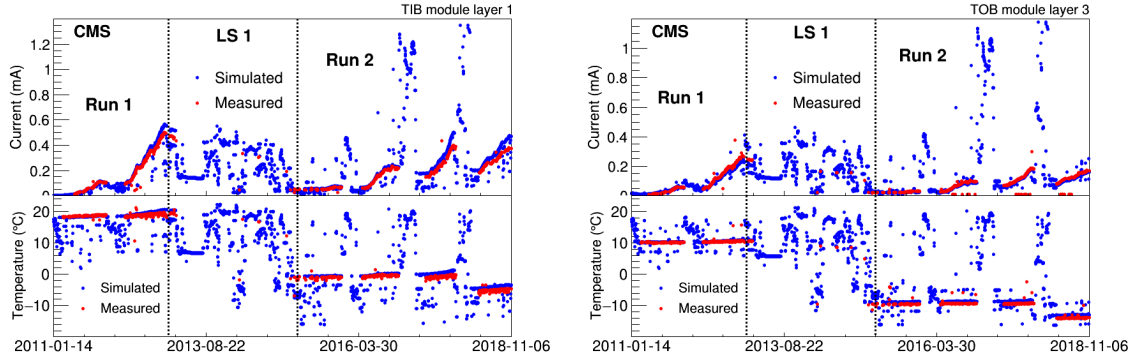 TIB module layer 1
CMS
LS 1
Run 2
Run 1
Simulated
Measured
Current (mA)
1.2
1
0.8
0.6
0.4
0.2
0
Temperature (°C)
20
10
0
−10
Simulated
Measured
2011-01-14 2013-08-22 2016-03-30 2018-11-06
TOB module layer 3
CMS
LS 1
Run 2
Run 1
Simulated
Measured
Current (mA)
1
0.8
0.6
0.4
0.2
0
Temperature (°C)
20
10
0
−10
Simulated
Measured
2011-01-14 2013-08-22 2016-03-30 2018-11-06